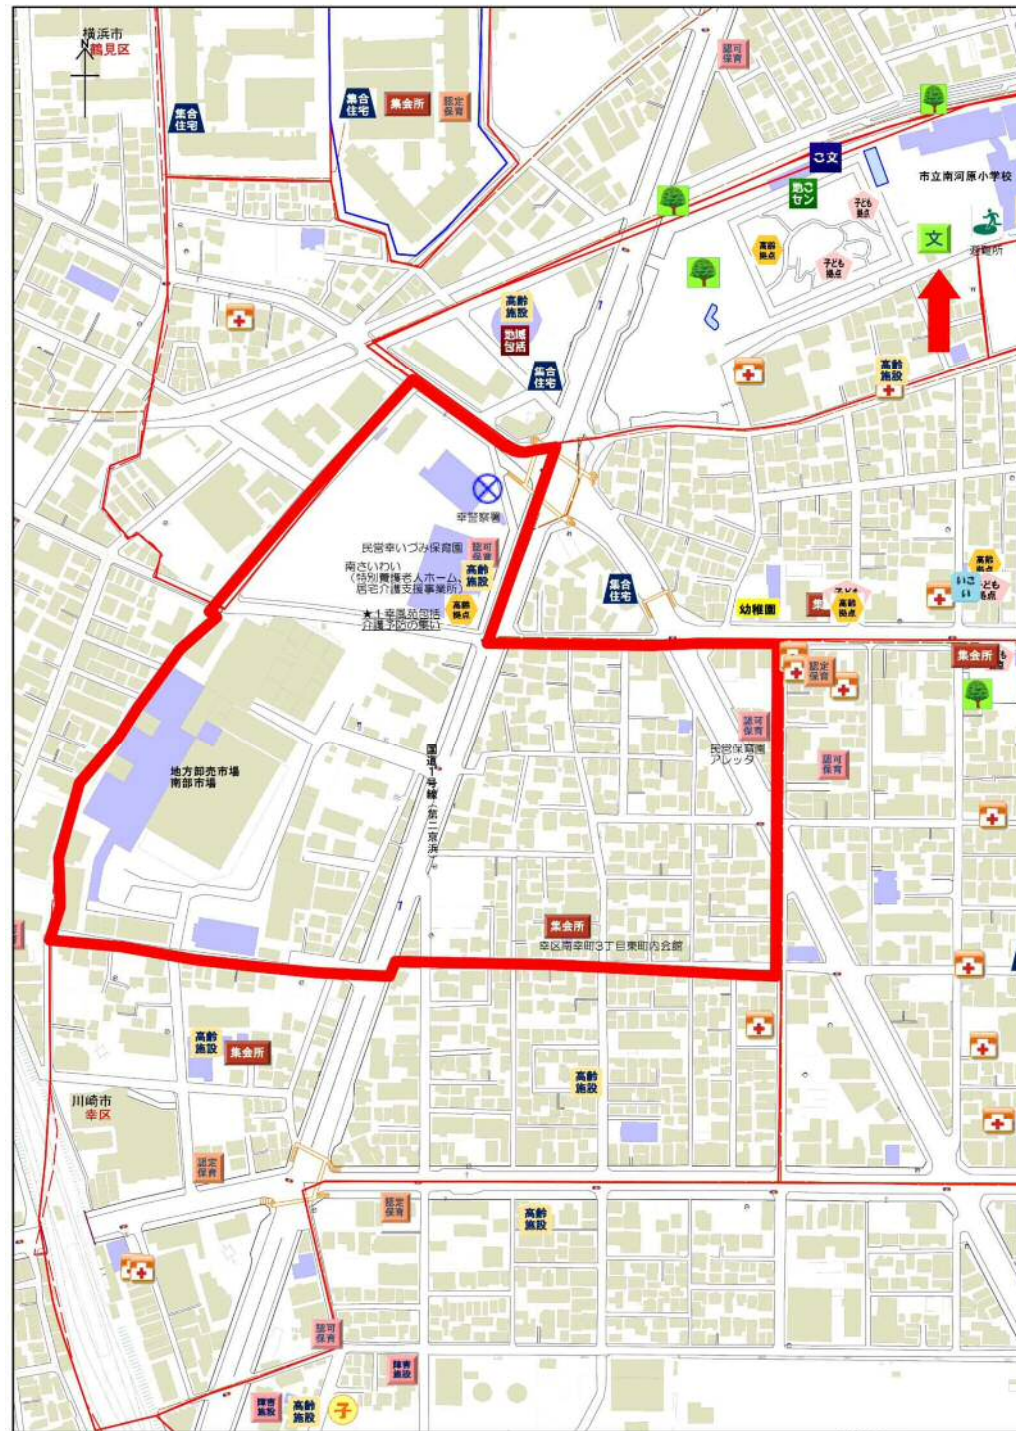 横浜市
鶴見区
N
認可
保育
集合
住宅
集合
住宅
集会所
認定
保育
こ文
地こ
セン
市立南河原小学校
子ども
拠点
文
避難所
高齢
拠点
子ども
拠点
高齢
施設
地域
包括
集合
住宅
高齢
施設
幸警察署
民営幸いづみ保育園
認可
保育
南さいわい
(特別養護老人ホーム、
居宅介護支援事業所)
高齢
施設
高齢
拠点
★1幸風苑包括
介護予防の集い
集合
住宅
幼稚園
高齢
拠点
高齢
拠点
いこ
い
子ども
拠点
集会所
認定
保育
認可
保育
民営保育園
アレッタ
認可
保育
国道1号線(第二京浜)
地方卸売市場
南部市場
集会所
幸区南幸町3丁目東町内会館
高齢
施設
集会所
高齢
施設
川崎市
幸区
認定
保育
認定
保育
高齢
施設
認可
保育
障害
施設
障害
施設
高齢
施設
子